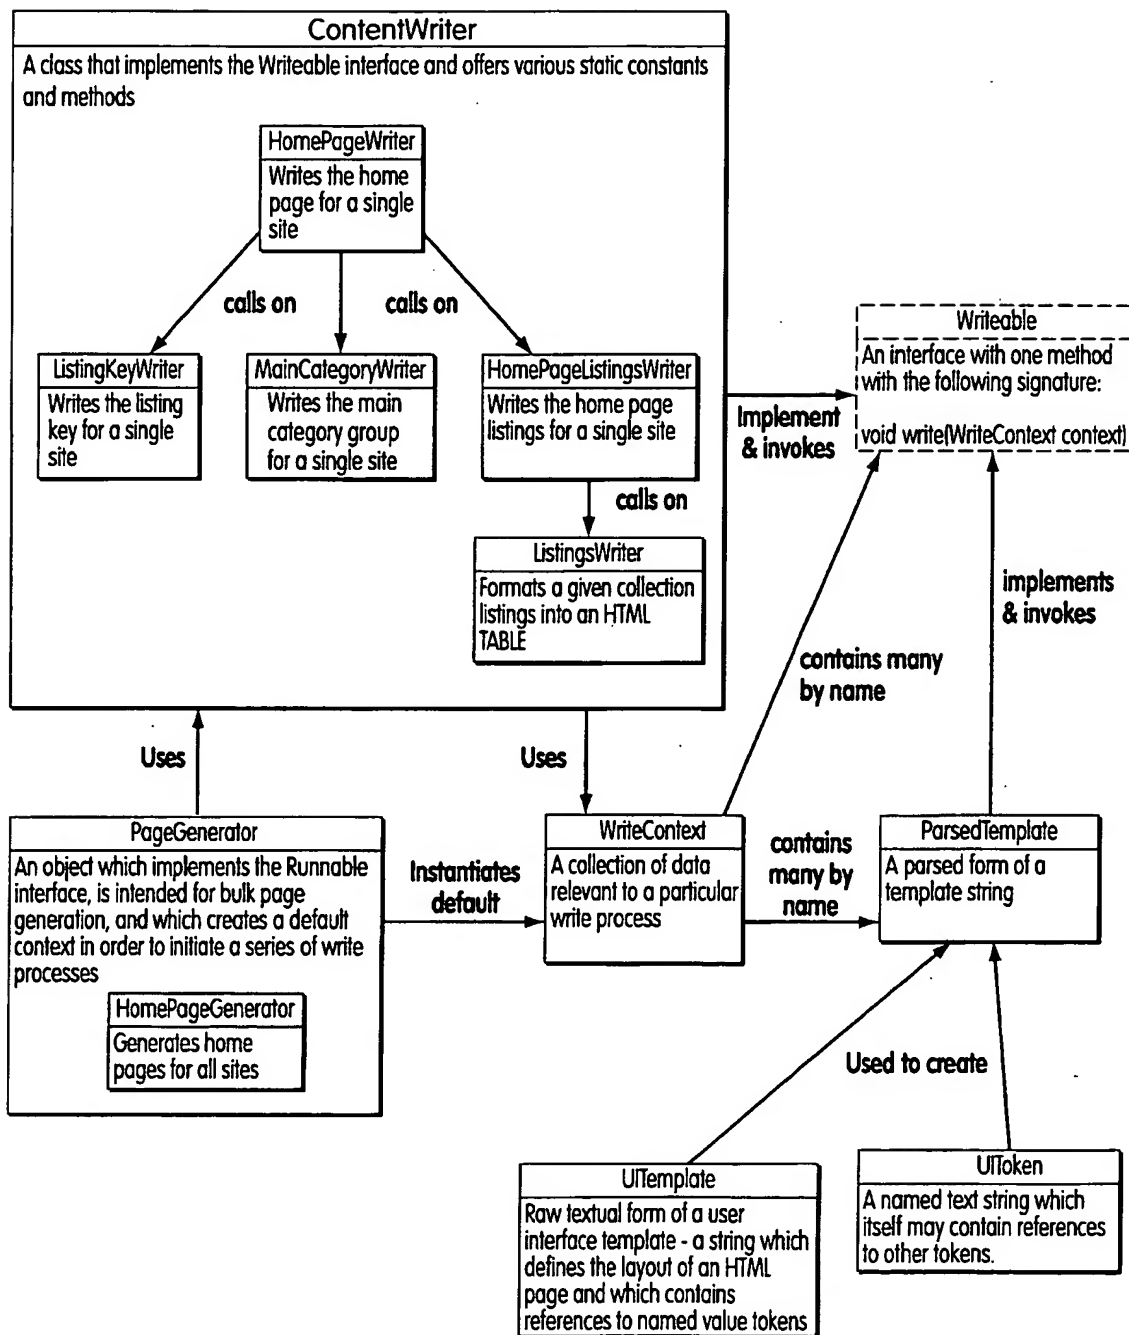 ContentWriter
A class that implements the Writeable interface and offers various static constants
and methods
HomePageWriter
Writes the home
page for a single
site
calls on
calls on
ListingKeyWriter
Writes the listing
key for a single
site
MainCategoryWriter
Writes the main
category group
for a single site
HomePageListingsWriter
Writes the home page
listings for a single site
calls on
ListingsWriter
Formats a given collection
listings into an HTML
TABLE
Implement
& invokes
Writeable
An interface with one method
with the following signature:
void write(WriteContext context)
implements
& invokes
contains many
by name
Uses
Uses
PageGenerator
An object which implements the Runnable
interface, is intended for bulk page
generation, and which creates a default
context in order to initiate a series of write
processes
HomePageGenerator
Generates home
pages for all sites
Instantiates
default
WriteContext
A collection of data
relevant to a particular
write process
contains
many by
name
ParsedTemplate
A parsed form of a
template string
Used to create
UITemplate
Raw textual form of a user
interface template - a string which
defines the layout of an HTML
page and which contains
references to named value tokens
UIToken
A named text string which
itself may contain references
to other tokens.